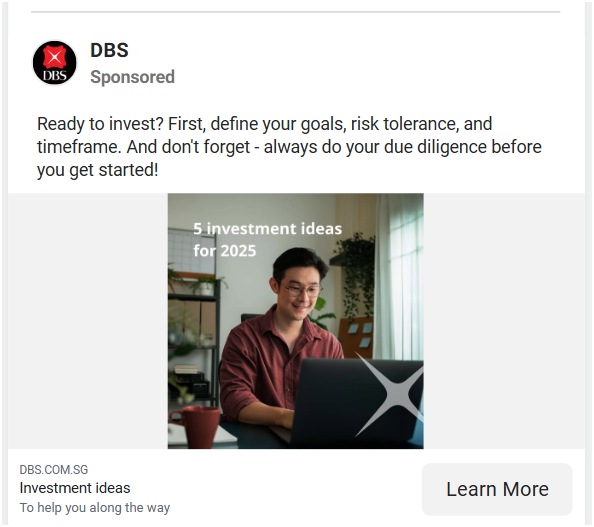 DBS
DBS
Sponsored
Ready to invest? First, define your goals, risk tolerance, and
timeframe. And don't forget - always do your due diligence before
you get started!
5 investment ideas
for 2025
DBS.COM.SG
Investment ideas
To help you along the way
Learn More